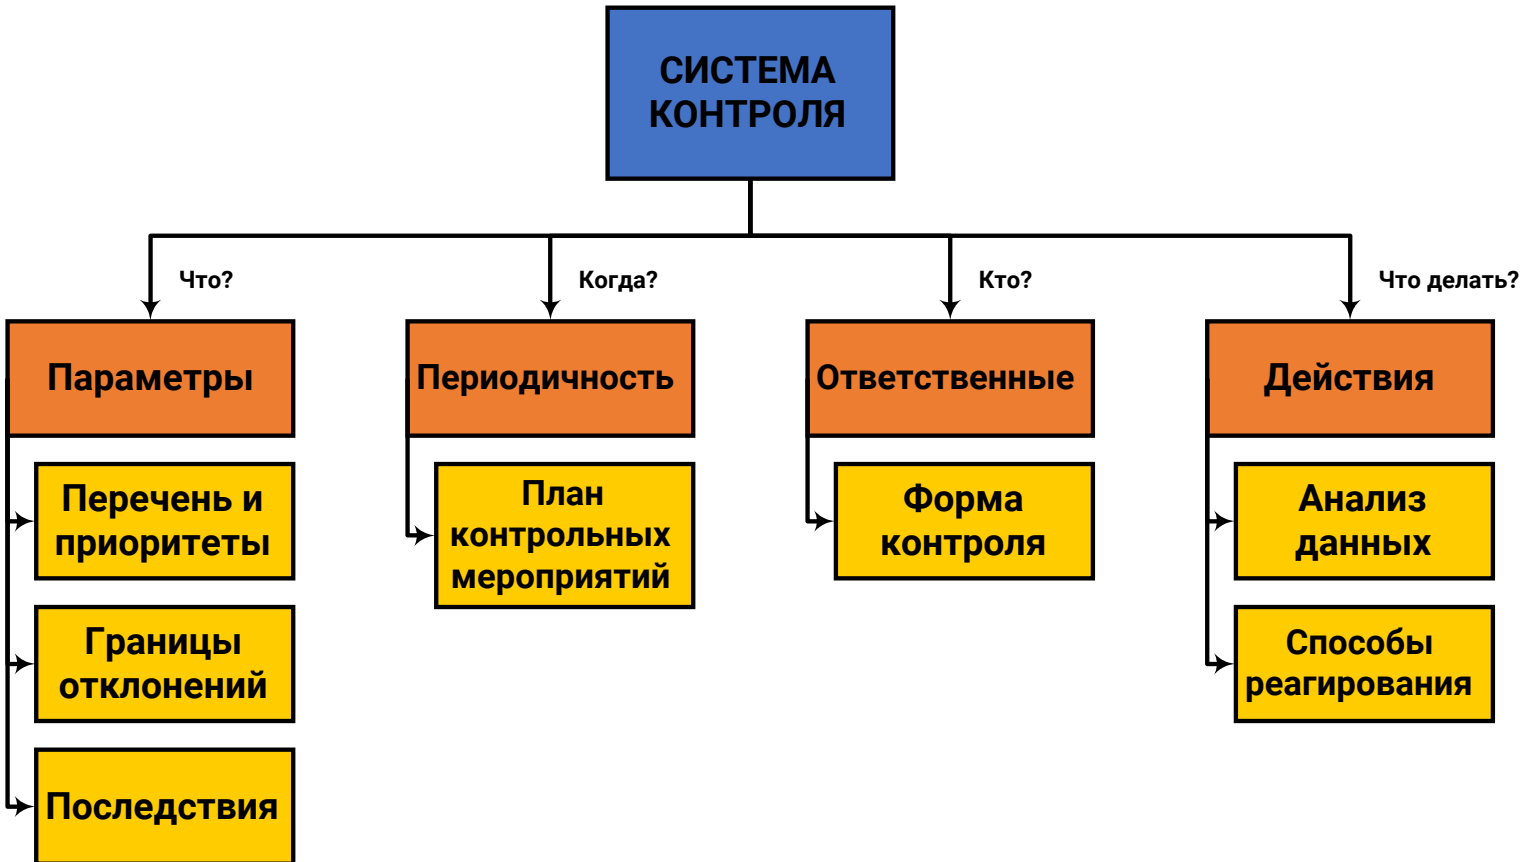 СИСТЕМА
КОНТРОЛЯ
Что?
Когда?
Кто?
Что делать?
Параметры
Периодичность
Ответственные
Действия
Перечень и
приоритеты
Границы
отклонений
Последствия
План
контрольных
мероприятий
Форма
контроля
Анализ
данных
Способы
реагирования